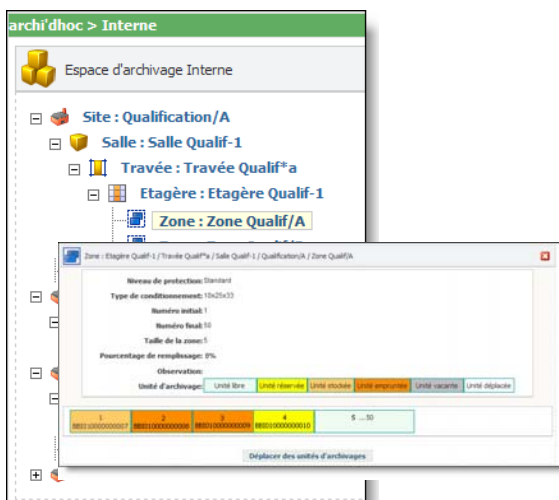 archi'dhoc > Interne
Espace d'archivage Interne
Site : Qualification/A
Salle : Salle Qualif-1
Travée : Travée Qualif*a
Etagère : Etagère Qualif-1
Zone : Zone Qualif/A
Zone : Etagère Qualif-1 / Travée Qualif*a / Salle Qualif-1 / Qualification/A / Zone Qualif/A
Niveau de protection: Standard
Type de conditionnement: 10x25x33
Numéro initial: 1
Numéro final: 50
Taille de la zone: 5
Pourcentage de remplissage: 8%
Observation:
Unité d'archivage: Unité libre Unité réservée Unité stockée Unité empruntée Unité vacante Unité déplacée
1 2 3 4 5 ...50
BBI010000000007 BBI010000000008 BBI010000000009 BBI010000000010
Déplacer des unités d'archivages